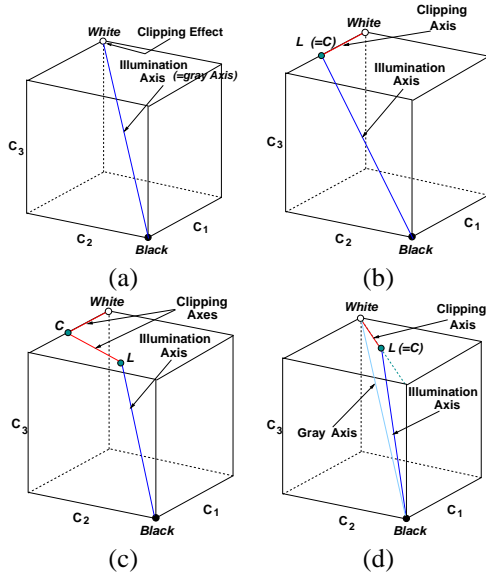 White
Clipping Effect
Illumination
Axis (=gray Axis)
C3
C2
C1
Black
(a)
White
Clipping
Axis
L (=C)
Illumination
Axis
C3
C2
C1
Black
(b)
White
Clipping
Axes
C
L
Illumination
Axis
C3
C2
C1
Black
(c)
White
Clipping
Axis
L (=C)
Illumination
Axis
Gray Axis
C3
C2
C1
Black
(d)